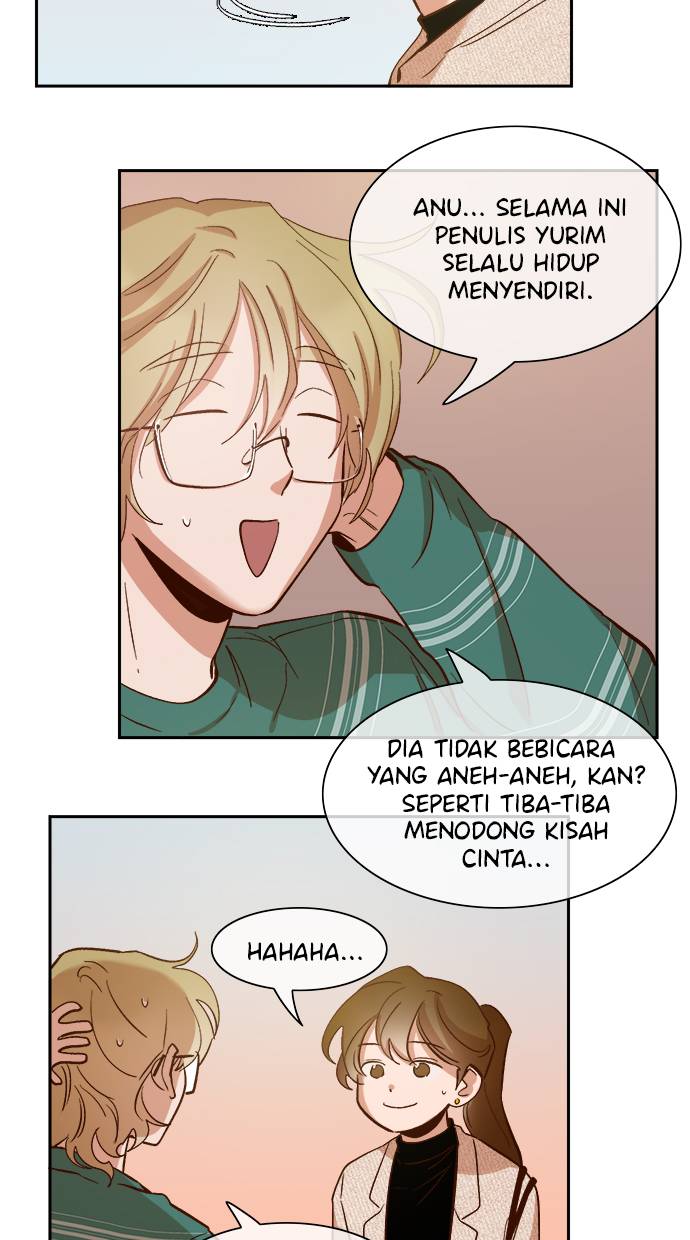 ANU... SELAMA INI
PENULIS YURIM
SELALU HIDUP
MENYENDIRI.
DIA TIDAK BEBICARA
YANG ANEH-ANEH, KAN?
SEPERTI TIBA-TIBA
MENODONG KISAH
CINTA...
HAHAHA...